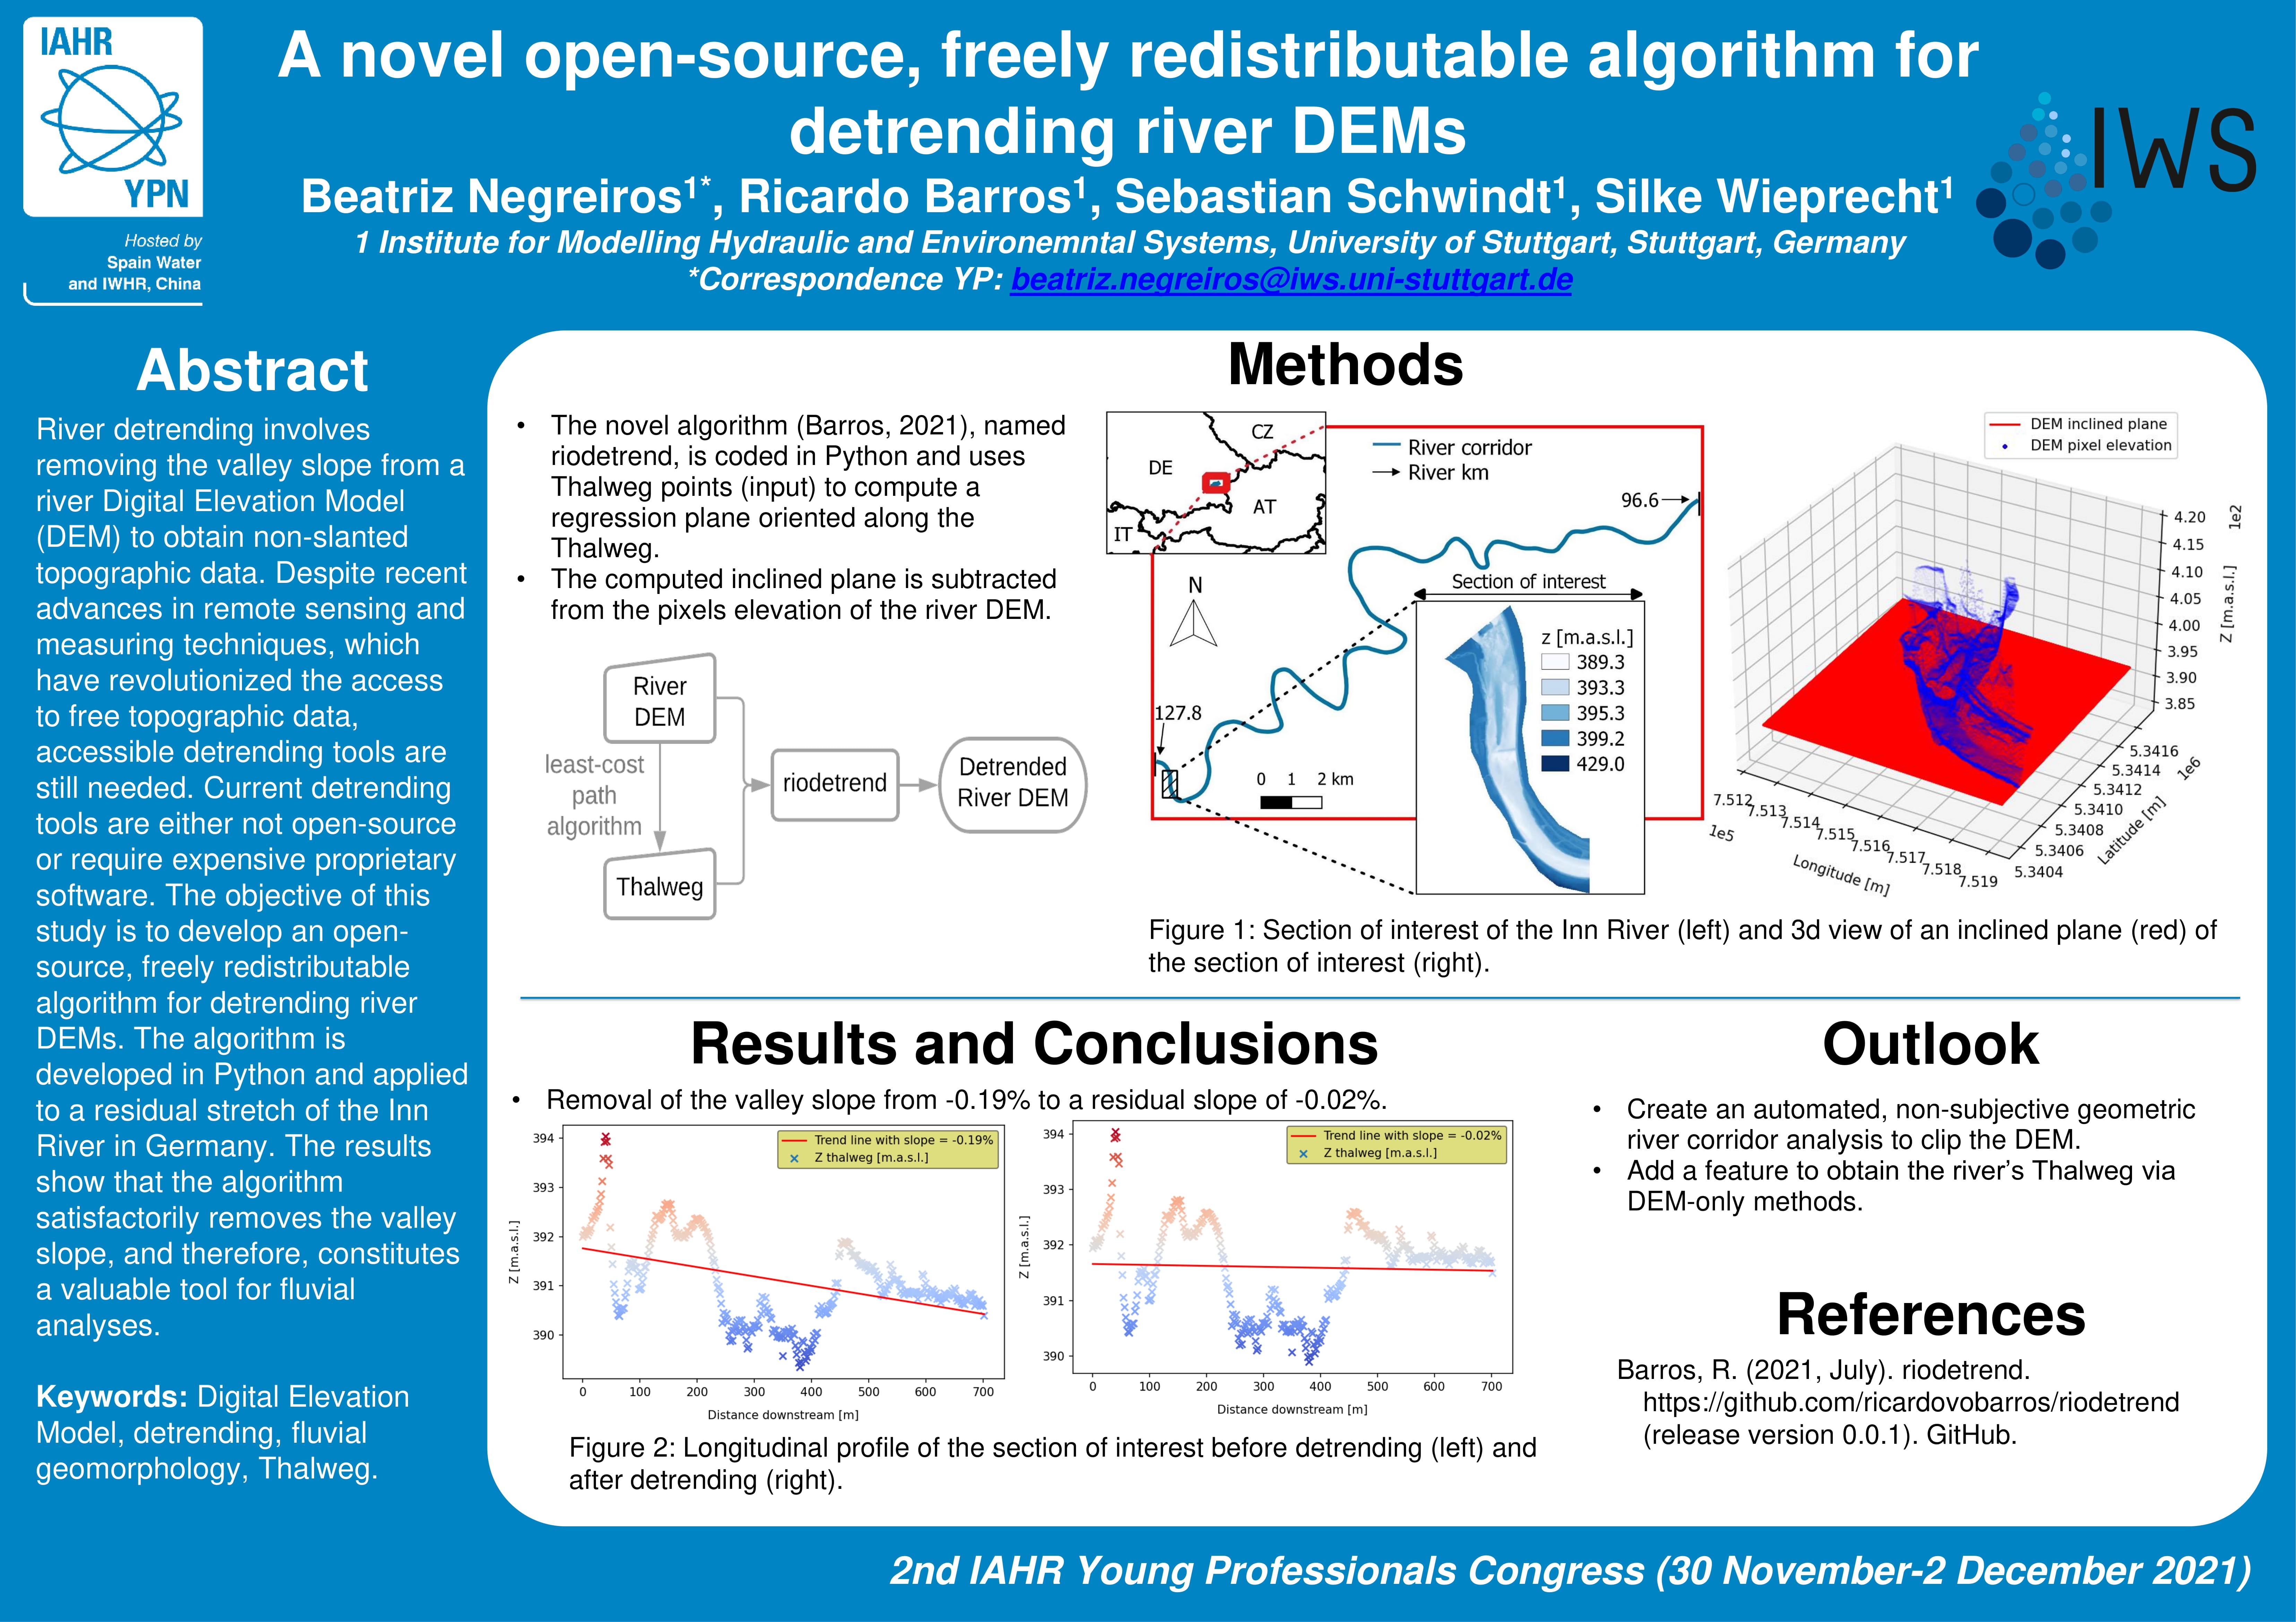 IAHR
YPN
Hosted by
Spain Water
and IWHR, China
A novel open-source, freely redistributable algorithm for
detrending river DEMs
Beatriz Negreiros1*, Ricardo Barros1, Sebastian Schwindt1, Silke Wieprecht1
1 Institute for Modelling Hydraulic and Environemntal Systems, University of Stuttgart, Stuttgart, Germany
*Correspondence YP: beatriz.negreiros@iws.uni-stuttgart.de
IWS
Abstract
River detrending involves
removing the valley slope from a
river Digital Elevation Model
(DEM) to obtain non-slanted
topographic data. Despite recent
advances in remote sensing and
measuring techniques, which
have revolutionized the access
to free topographic data,
accessible detrending tools are
still needed. Current detrending
tools are either not open-source
or require expensive proprietary
software. The objective of this
study is to develop an open-
source, freely redistributable
algorithm for detrending river
DEMs. The algorithm is
developed in Python and applied
to a residual stretch of the Inn
River in Germany. The results
show that the algorithm
satisfactorily removes the valley
slope, and therefore, constitutes
a valuable tool for fluvial
analyses.
Keywords: Digital Elevation
Model, detrending, fluvial
geomorphology, Thalweg.
Methods
• The novel algorithm (Barros, 2021), named
riodetrend, is coded in Python and uses
Thalweg points (input) to compute a
regression plane oriented along the
Thalweg.
• The computed inclined plane is subtracted
from the pixels elevation of the river DEM.
River
DEM
least-cost
path
algorithm
Thalweg
riodetrend
Detrended
River DEM
CZ
DE
AT
IT
River corridor
River km
96.6
N
Section of interest
z [m.a.s.l.]
389.3
393.3
395.3
399.2
429.0
127.8
0 1 2 km
DEM inclined plane
DEM pixel elevation
1e2
4.20
4.15
4.10
4.05
4.00
3.95
3.90
3.85
Z [m.a.s.l.]
5.3416
5.3414
5.3412
5.3410
5.3408
5.3406
5.3404
1e6
Latitude [m]
7.512
7.513
7.514
7.515
7.516
7.517
7.518
7.519
1e5
Longitude [m]
Figure 1: Section of interest of the Inn River (left) and 3d view of an inclined plane (red) of
the section of interest (right).
Results and Conclusions
• Removal of the valley slope from -0.19% to a residual slope of -0.02%.
Trend line with slope = -0.19%
Z thalweg [m.a.s.l.]
394
393
392
391
390
Z [m.a.s.l.]
0 100 200 300 400 500 600 700
Distance downstream [m]
Trend line with slope = -0.02%
Z thalweg [m.a.s.l.]
394
393
392
391
390
Z [m.a.s.l.]
0 100 200 300 400 500 600 700
Distance downstream [m]
Figure 2: Longitudinal profile of the section of interest before detrending (left) and
after detrending (right).
Outlook
• Create an automated, non-subjective geometric
river corridor analysis to clip the DEM.
• Add a feature to obtain the river’s Thalweg via
DEM-only methods.
References
Barros, R. (2021, July). riodetrend.
https://github.com/ricardovobarros/riodetrend
(release version 0.0.1). GitHub.
2nd IAHR Young Professionals Congress (30 November-2 December 2021)